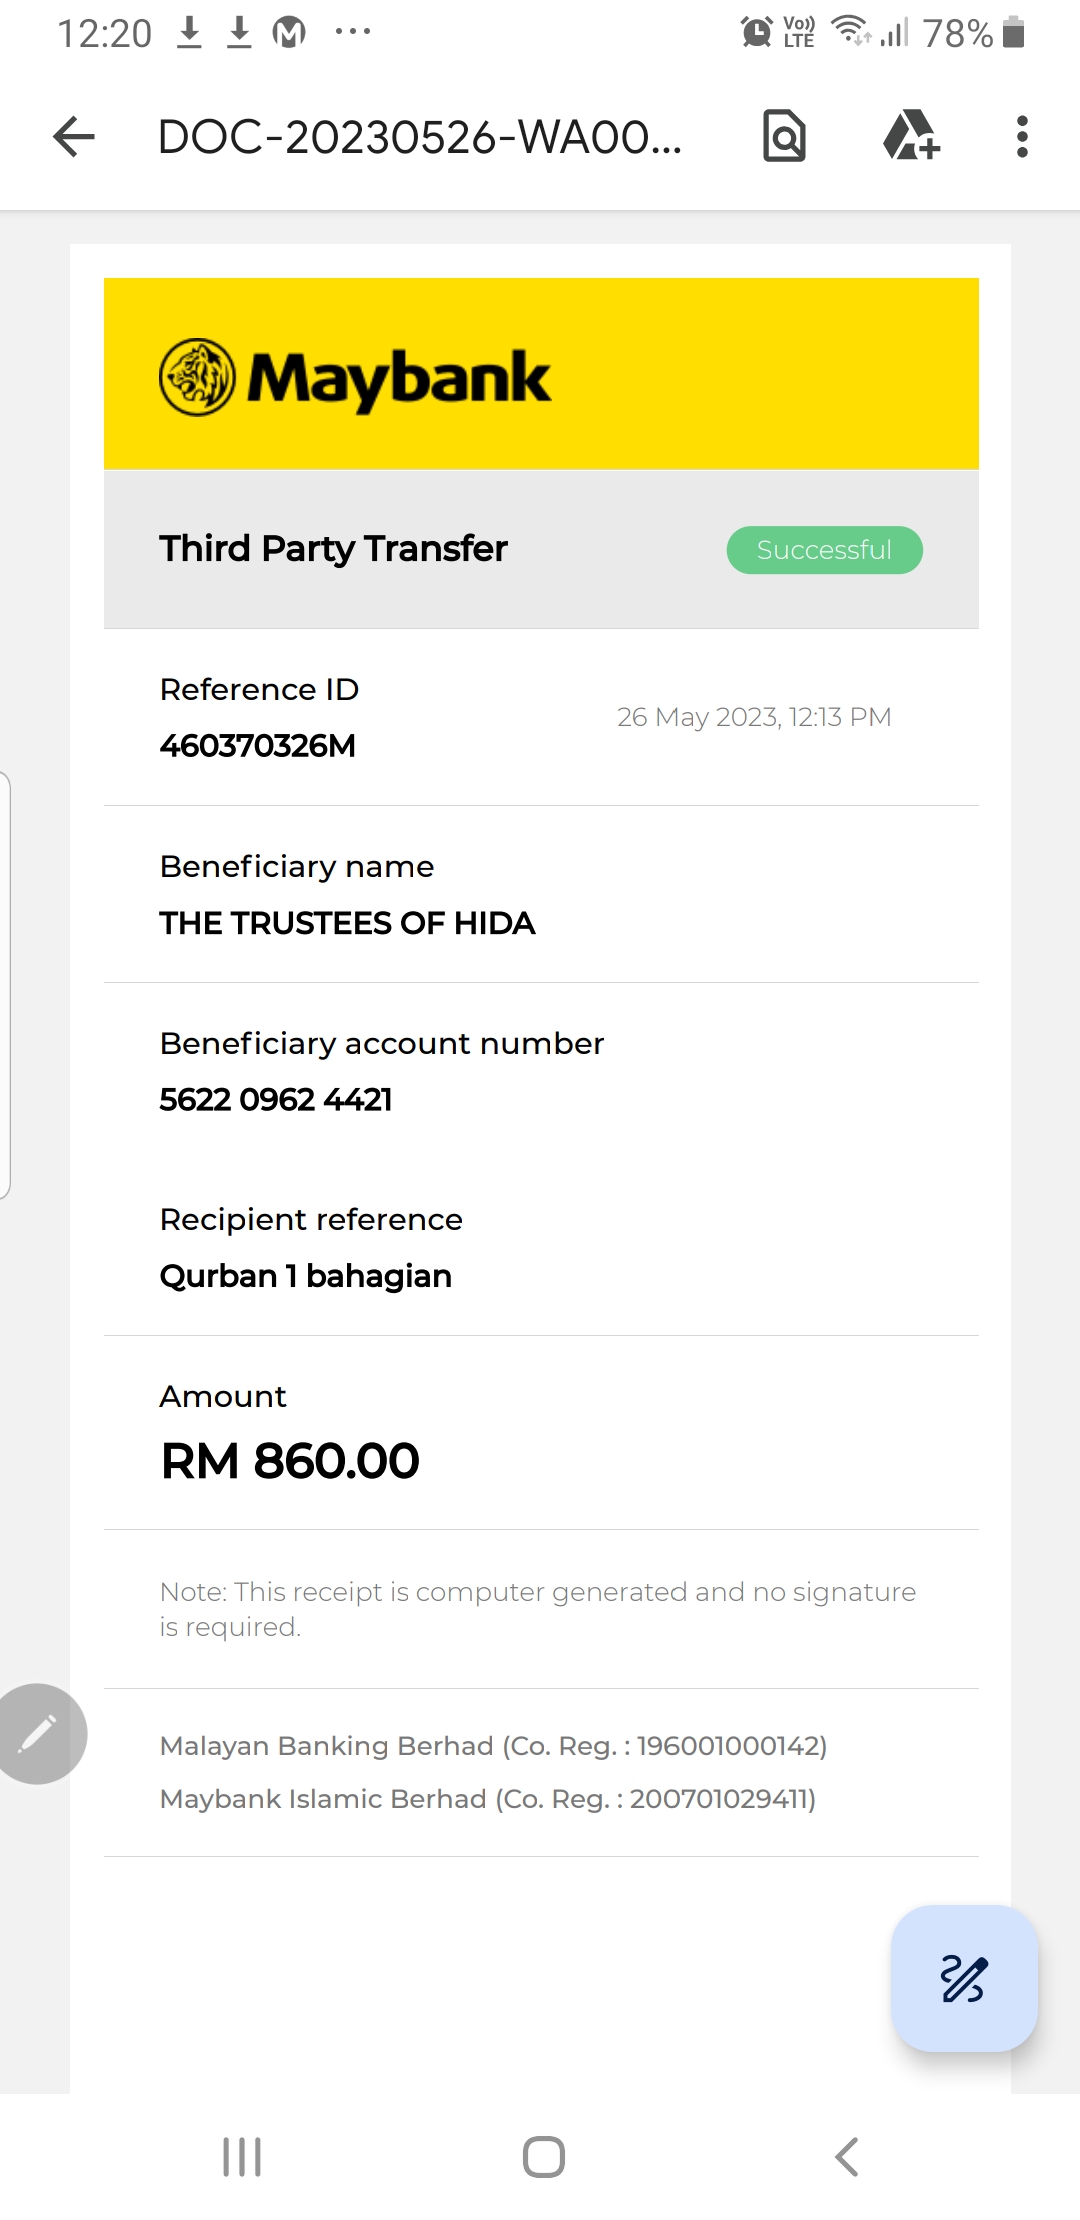 12:20
Vo)) LTE 78%
DOC-20230526-WA00...
Maybank
Third Party Transfer
Successful
Reference ID
26 May 2023, 12:13 PM
460370326M
Beneficiary name
THE TRUSTEES OF HIDA
Beneficiary account number
5622 0962 4421
Recipient reference
Qurban 1 bahagian
Amount
RM 860.00
Note: This receipt is computer generated and no signature
is required.
Malayan Banking Berhad (Co. Reg. : 196001000142)
Maybank Islamic Berhad (Co. Reg. : 200701029411)